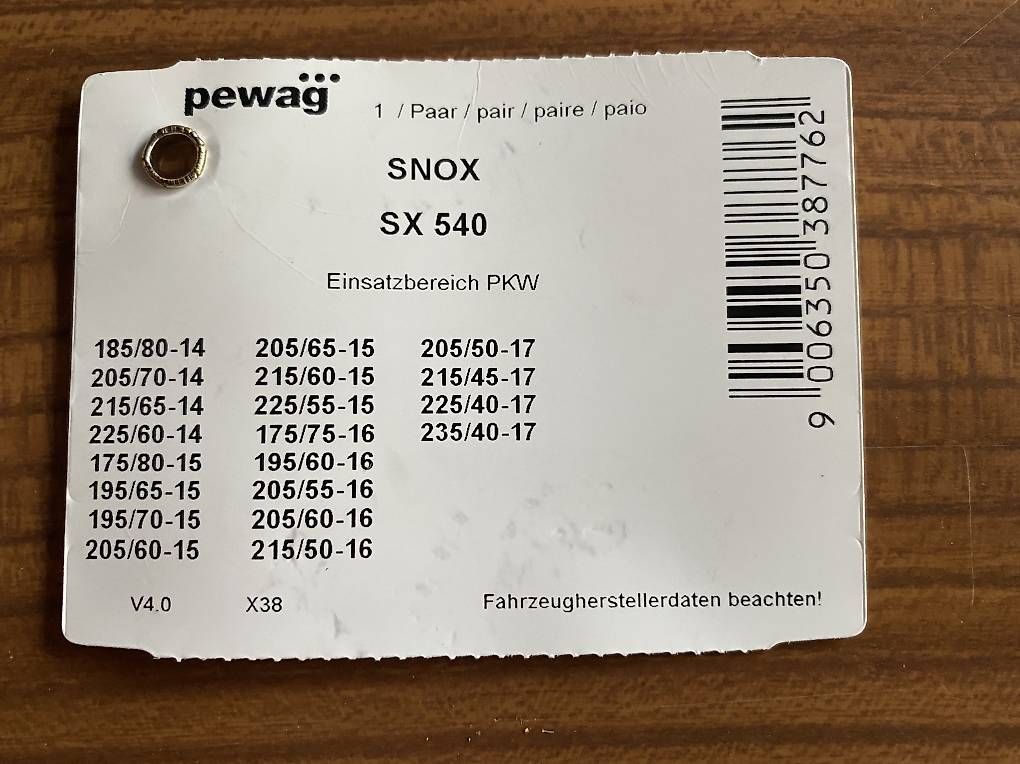 pewag
1 / Paar / pair / paire / paio
SNOX
SX 540
Einsatzbereich PKW
185/80-14 205/65-15 205/50-17
205/70-14 215/60-15 215/45-17
215/65-14 225/55-15 225/40-17
225/60-14 175/75-16 235/40-17
175/80-15 195/60-16
195/65-15 205/55-16
195/70-15 205/60-16
205/60-15 215/50-16
V4.0 X38 Fahrzeugherstellerdaten beachten!
9 006350 387762